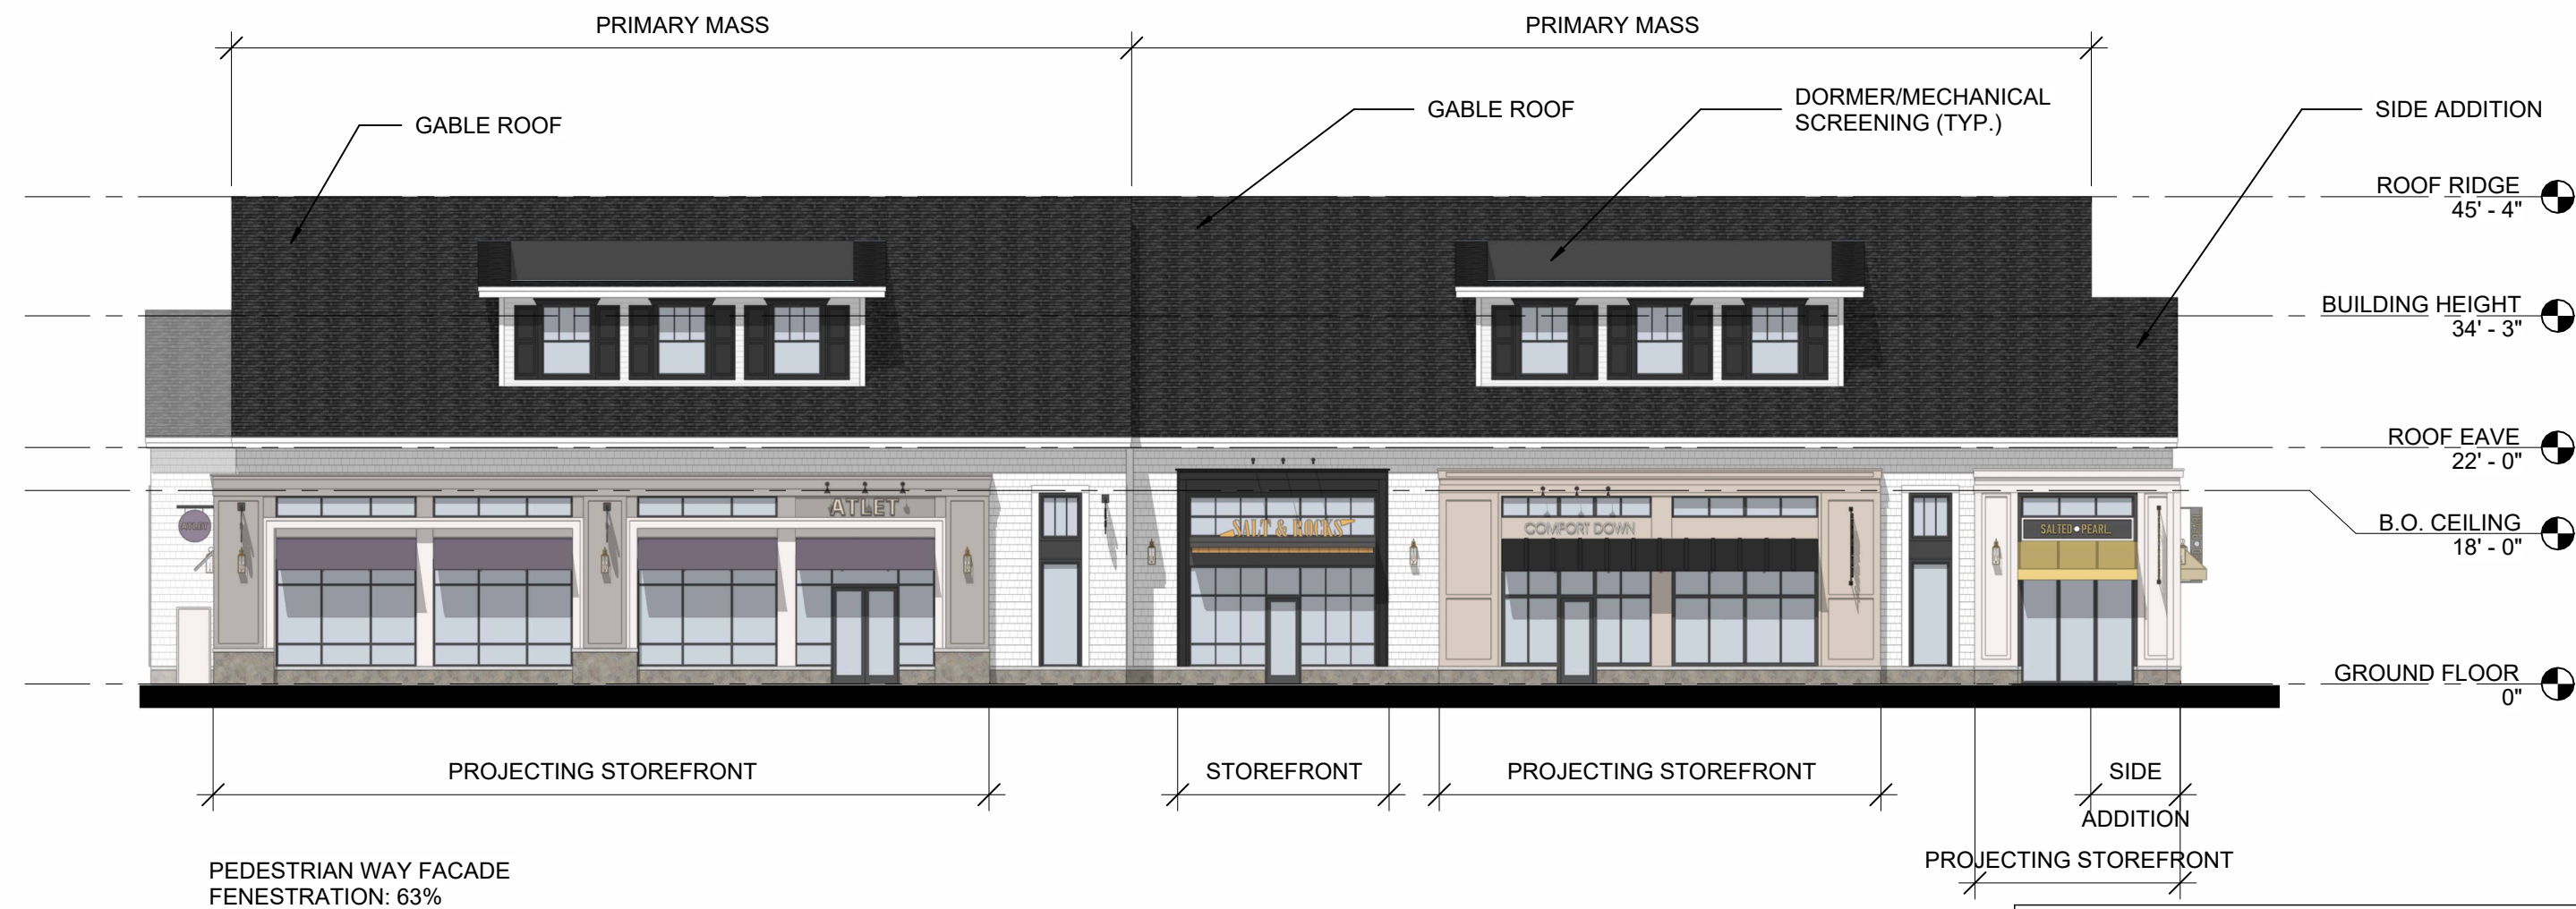 PRIMARY MASS
PRIMARY MASS
GABLE ROOF
GABLE ROOF
DORMER/MECHANICAL
SCREENING (TYP.)
SIDE ADDITION
ROOF RIDGE
45' - 4"
BUILDING HEIGHT
34' - 3"
ROOF EAVE
22' - 0"
B.O. CEILING
18' - 0"
GROUND FLOOR
0"
ATLET
ATLET
SALT & ROCKS
COMFORT DOWN
SALTED • PEARL
PROJECTING STOREFRONT
STOREFRONT
PROJECTING STOREFRONT
SIDE
ADDITION
PROJECTING STOREFRONT
PEDESTRIAN WAY FACADE
FENESTRATION: 63%